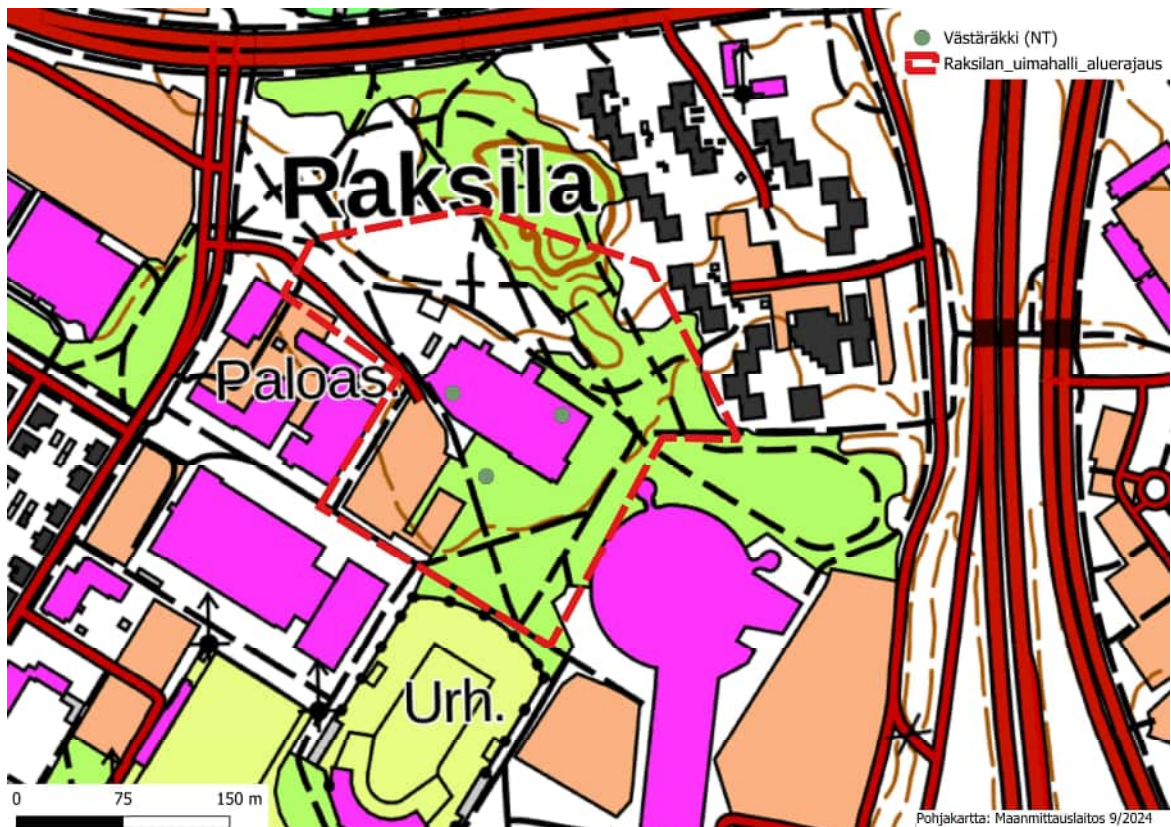 Västäräkki (NT)
Raksilan_uimahalli_aluerajaus
Raksila
Paloas.
Urh.
0 75 150 m
Pohjakartta: Maanmittauslaitos 9/2024